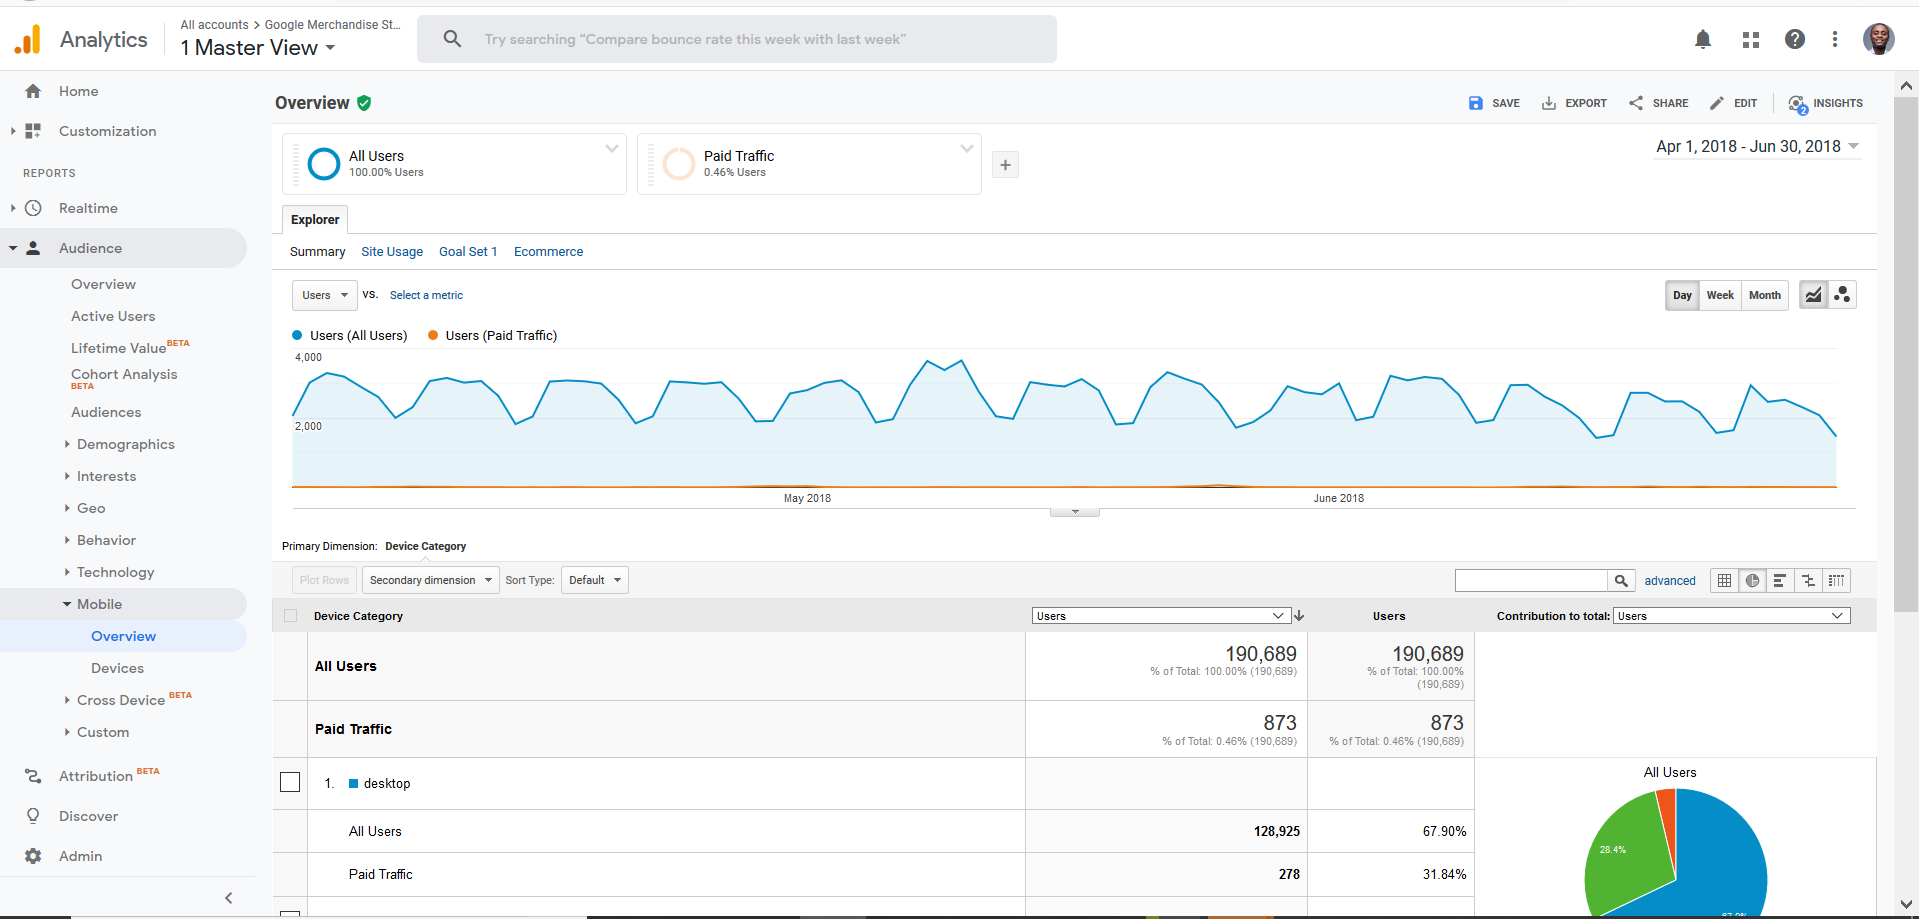 Analytics
All accounts > Google Merchandise St...
1 Master View
Try searching “Compare bounce rate this week with last week”
Home
Customization
REPORTS
Realtime
Audience
Overview
Active Users
Lifetime Value BETA
Cohort Analysis
BETA
Audiences
Demographics
Interests
Geo
Behavior
Technology
Mobile
Overview
Devices
Cross Device BETA
Custom
Attribution BETA
Discover
Admin
Overview
SAVE EXPORT SHARE EDIT 2 INSIGHTS
All Users
100.00% Users
Paid Traffic
0.46% Users
+
Apr 1, 2018 - Jun 30, 2018
Explorer
Summary Site Usage Goal Set 1 Ecommerce
Users VS. Select a metric
Day Week Month
Users (All Users) Users (Paid Traffic)
4,000
2,000
May 2018 June 2018
Primary Dimension: Device Category
Plot Rows Secondary dimension Sort Type: Default
advanced
Device Category Users Users Contribution to total: Users
All Users 190,689 190,689
% of Total: 100.00% (190,689) % of Total: 100.00%
(190,689)
Paid Traffic 873 873
% of Total: 0.46% (190,689) % of Total: 0.46% (190,689)
1. desktop
All Users 128,925 67.90%
Paid Traffic 278 31.84%
All Users
28.4%